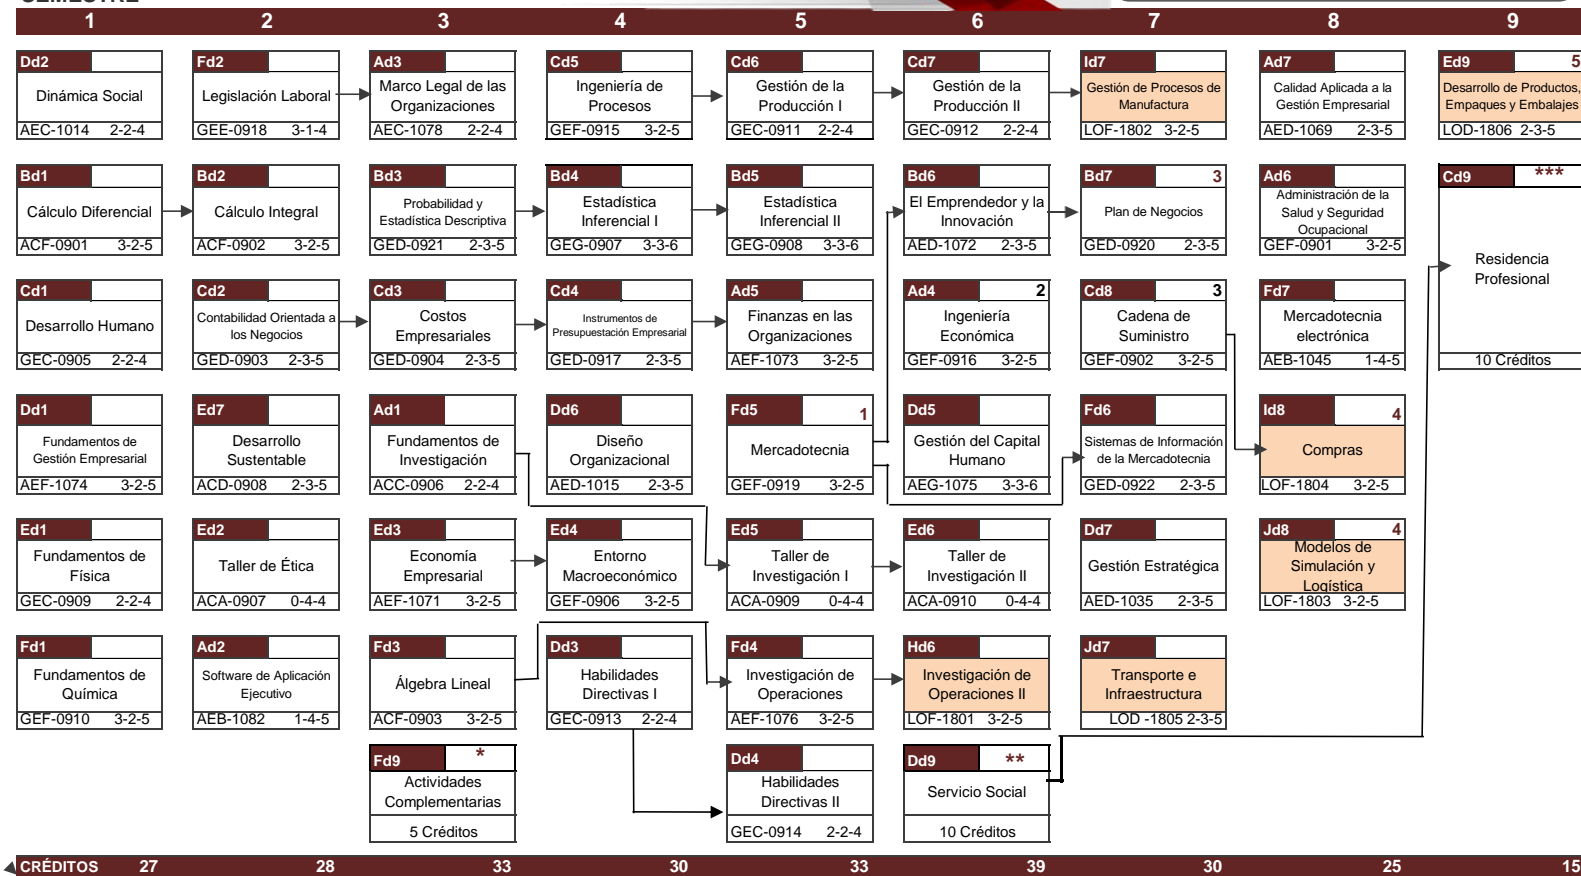 SEMESTRE
1 2 3 4 5 6 7 8 9
Dd2
Dinámica Social
AEC-1014 2-2-4
Fd2
Legislación Laboral
GEE-0918 3-1-4
Ad3
Marco Legal de las
Organizaciones
AEC-1078 2-2-4
Cd5
Ingeniería de
Procesos
GEF-0915 3-2-5
Cd6
Gestión de la
Producción I
GEC-0911 2-2-4
Cd7
Gestión de la
Producción II
GEC-0912 2-2-4
Id7
Gestión de Procesos de
Manufactura
LOF-1802 3-2-5
Ad7
Calidad Aplicada a la
Gestión Empresarial
AED-1069 2-3-5
Ed9 5
Desarrollo de Productos,
Empaques y Embalajes
LOD-1806 2-3-5
Bd1
Cálculo Diferencial
ACF-0901 3-2-5
Bd2
Cálculo Integral
ACF-0902 3-2-5
Bd3
Probabilidad y
Estadística Descriptiva
GED-0921 2-3-5
Bd4
Estadística
Inferencial I
GEG-0907 3-3-6
Bd5
Estadística
Inferencial II
GEG-0908 3-3-6
Bd6
El Emprendedor y la
Innovación
AED-1072 2-3-5
Bd7 3
Plan de Negocios
GED-0920 2-3-5
Ad6
Administración de la
Salud y Seguridad
Ocupacional
GEF-0901 3-2-5
Cd9 ***
Residencia
Profesional
10 Créditos
Cd1
Desarrollo Humano
GEC-0905 2-2-4
Cd2
Contabilidad Orientada a
los Negocios
GED-0903 2-3-5
Cd3
Costos
Empresariales
GED-0904 2-3-5
Cd4
Instrumentos de
Presupuestación Empresarial
GED-0917 2-3-5
Ad5
Finanzas en las
Organizaciones
AEF-1073 3-2-5
Ad4 2
Ingeniería
Económica
GEF-0916 3-2-5
Cd8 3
Cadena de
Suministro
GEF-0902 3-2-5
Fd7
Mercadotecnia
electrónica
AEB-1045 1-4-5
Dd1
Fundamentos de
Gestión Empresarial
AEF-1074 3-2-5
Ed7
Desarrollo
Sustentable
ACD-0908 2-3-5
Ad1
Fundamentos de
Investigación
ACC-0906 2-2-4
Dd6
Diseño
Organizacional
AED-1015 2-3-5
Fd5 1
Mercadotecnia
GEF-0919 3-2-5
Dd5
Gestión del Capital
Humano
AEG-1075 3-3-6
Fd6
Sistemas de Información
de la Mercadotecnia
GED-0922 2-3-5
Id8 4
Compras
LOF-1804 3-2-5
Ed1
Fundamentos de
Física
GEC-0909 2-2-4
Ed2
Taller de Ética
ACA-0907 0-4-4
Ed3
Economía
Empresarial
AEF-1071 3-2-5
Ed4
Entorno
Macroeconómico
GEF-0906 3-2-5
Ed5
Taller de
Investigación I
ACA-0909 0-4-4
Ed6
Taller de
Investigación II
ACA-0910 0-4-4
Dd7
Gestión Estratégica
AED-1035 2-3-5
Jd8 4
Modelos de
Simulación y
Logística
LOF-1803 3-2-5
Fd1
Fundamentos de
Química
GEF-0910 3-2-5
Ad2
Software de Aplicación
Ejecutivo
AEB-1082 1-4-5
Fd3
Álgebra Lineal
ACF-0903 3-2-5
Dd3
Habilidades
Directivas I
GEC-0913 2-2-4
Fd4
Investigación de
Operaciones
AEF-1076 3-2-5
Hd6
Investigación de
Operaciones II
LOF-1801 3-2-5
Jd7
Transporte e
Infraestructura
LOD -1805 2-3-5
Fd9 *
Actividades
Complementarias
5 Créditos
Dd4
Habilidades
Directivas II
GEC-0914 2-2-4
Dd9 **
Servicio Social
10 Créditos
CRÉDITOS 27 28 33 30 33 39 30 25 15